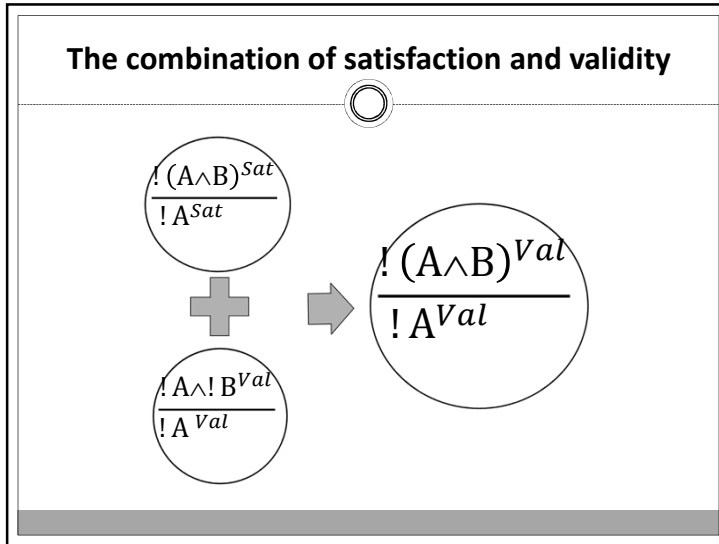 The combination of satisfaction and validity
! (A∧B)^Sat
! A^Sat
! A∧! B^Val
! A^Val
! (A∧B)^Val
! A^Val